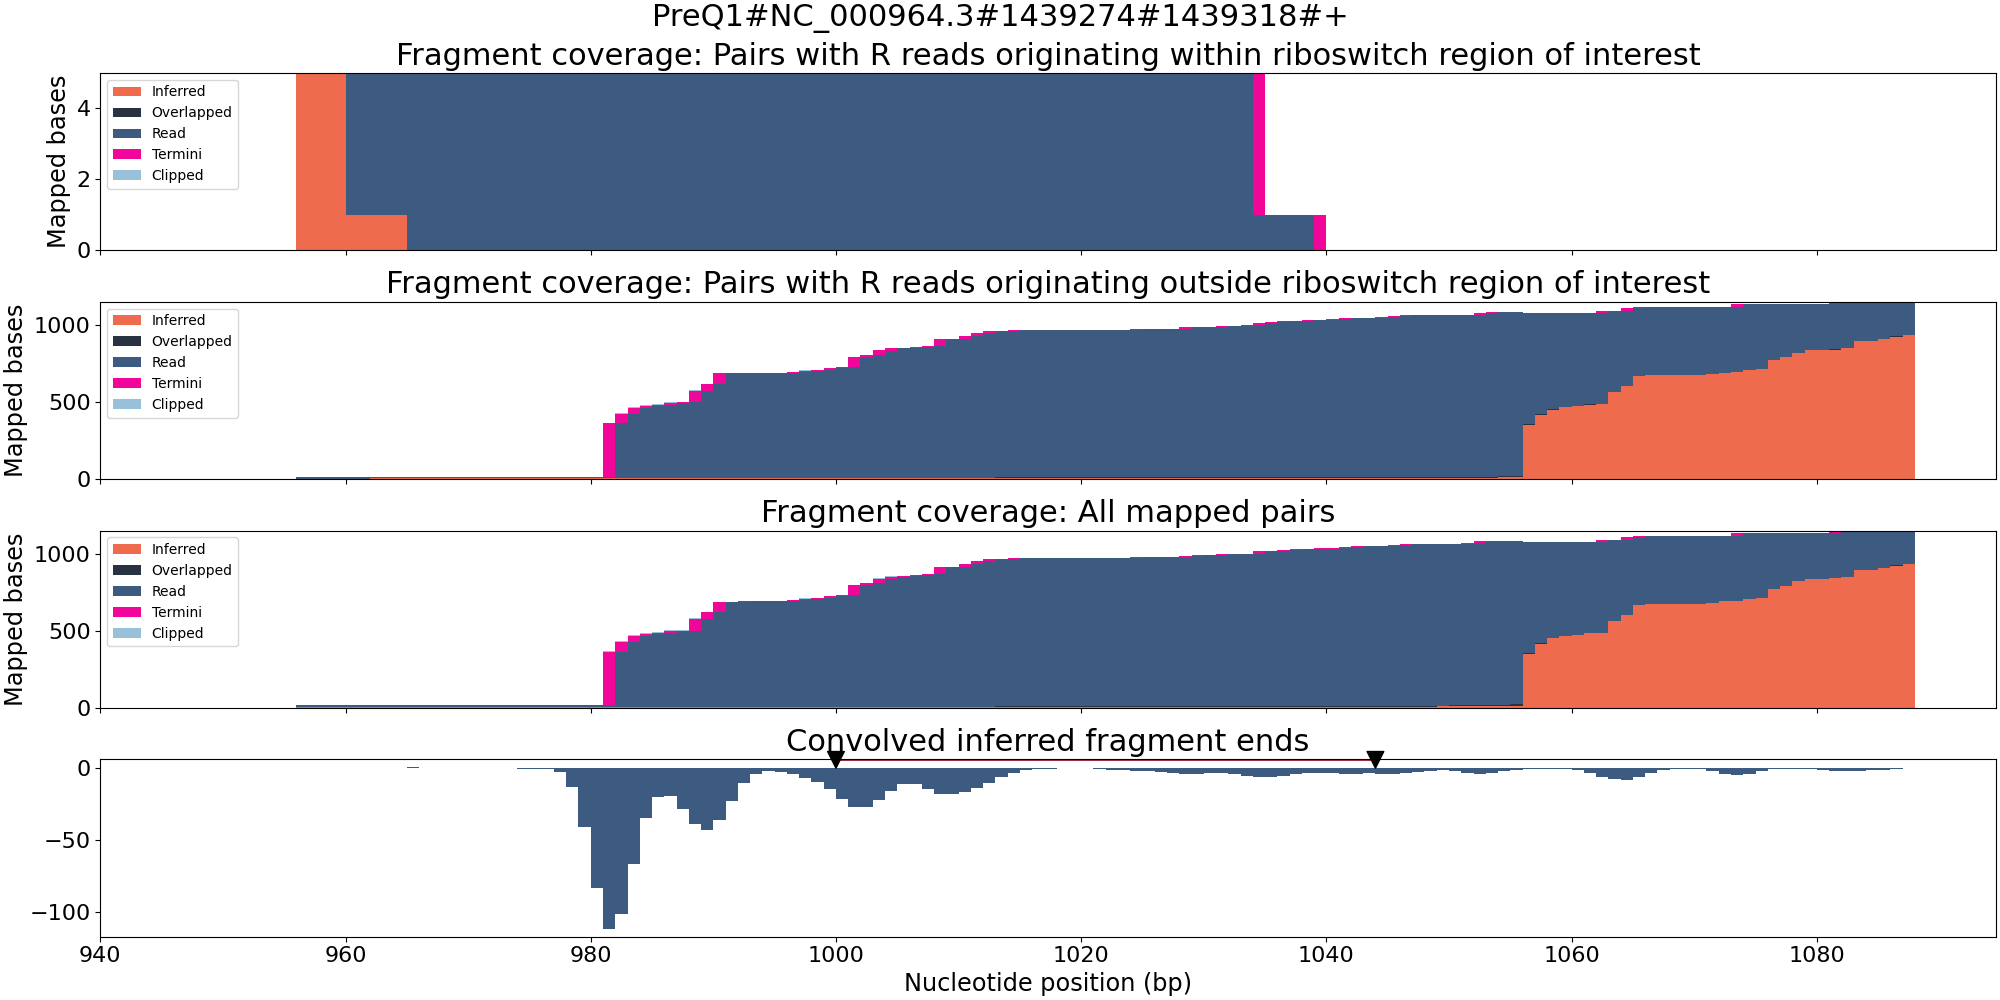 PreQ1#NC_000964.3#1439274#1439318#+
Fragment coverage: Pairs with R reads originating within riboswitch region of interest
Mapped bases
4
2
0
Inferred
Overlapped
Read
Termini
Clipped
Fragment coverage: Pairs with R reads originating outside riboswitch region of interest
Mapped bases
1000
500
0
Inferred
Overlapped
Read
Termini
Clipped
Fragment coverage: All mapped pairs
Mapped bases
1000
500
0
Inferred
Overlapped
Read
Termini
Clipped
Convolved inferred fragment ends
0
−50
−100
940 960 980 1000 1020 1040 1060 1080
Nucleotide position (bp)